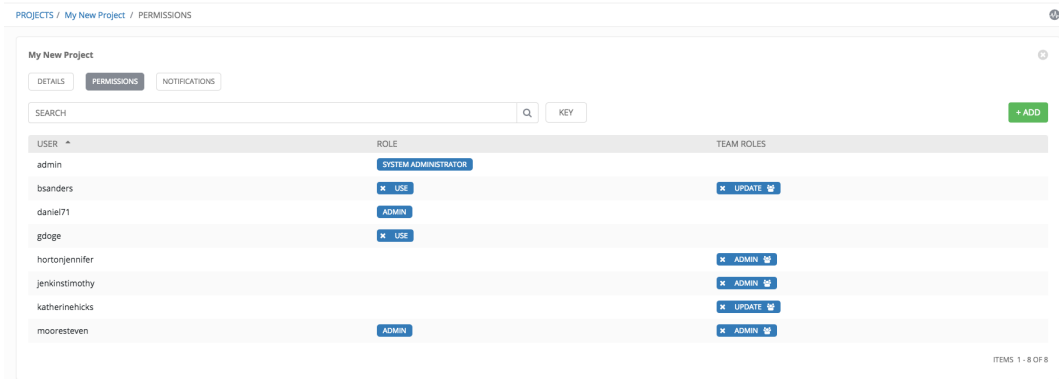 PROJECTS / My New Project / PERMISSIONS
My New Project
DETAILS PERMISSIONS NOTIFICATIONS
SEARCH KEY + ADD
USER ROLE TEAM ROLES
admin SYSTEM ADMINISTRATOR
bsanders × USE × UPDATE
daniel71 ADMIN
gdoge × USE
hortonjennifer × ADMIN
jenkinstimothy × ADMIN
katherinehicks × UPDATE
mooresteven ADMIN × ADMIN
ITEMS 1 - 8 OF 8